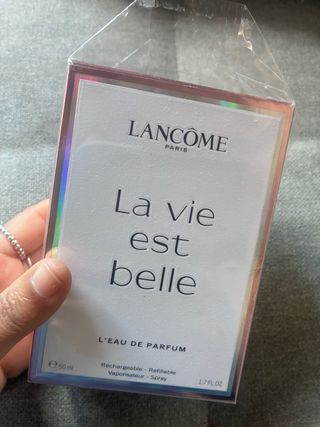 LANCÔME
PARIS
La vie
est
belle
L'EAU DE PARFUM
Rechargeable - Refillable
Vaporisateur - Spray
℮ 50 ml
1.7 FL.OZ